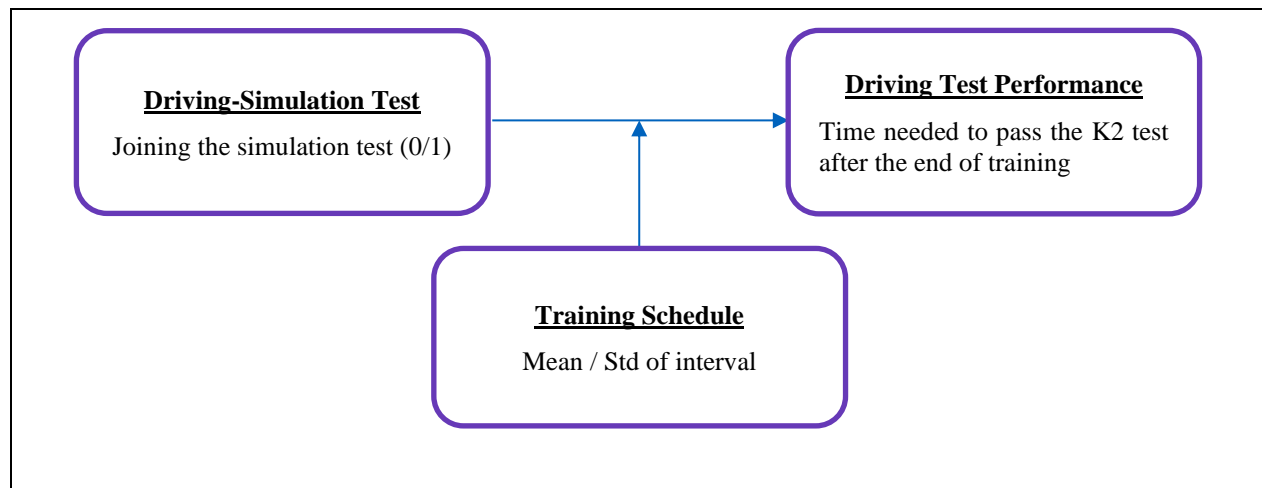 Driving-Simulation Test
Joining the simulation test (0/1)
Driving Test Performance
Time needed to pass the K2 test
after the end of training
Training Schedule
Mean / Std of interval